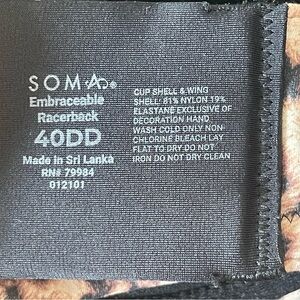 SOMA®
Embraceable
Racerback
40DD
Made in Sri Lanka
RN# 79984
012101
CUP SHELL & WING
SHELL: 81% NYLON 19%
ELASTANE EXCLUSIVE OF
DECORATION HAND
WASH COLD ONLY NON-
CHLORINE BLEACH LAY
FLAT TO DRY DO NOT
IRON DO NOT DRY CLEAN